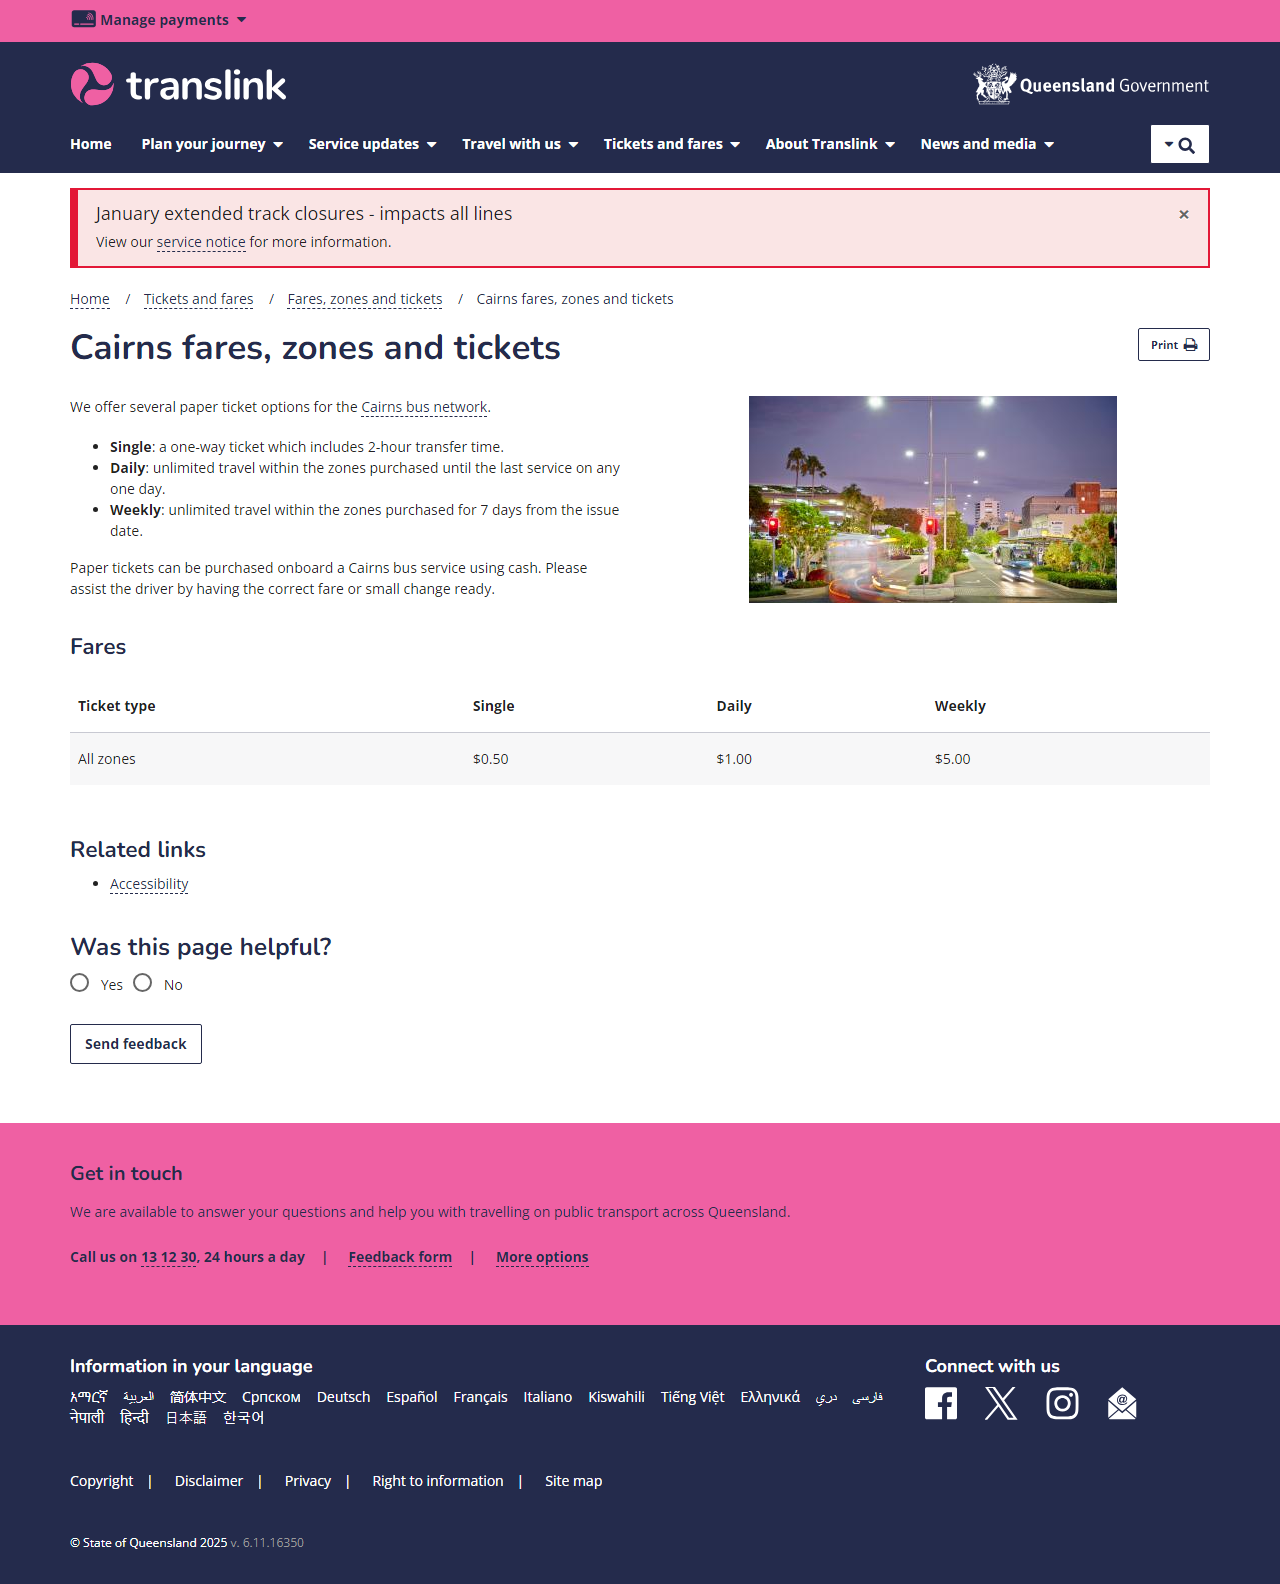 Manage payments
translink
Queensland Government
Home Plan your journey Service updates Travel with us Tickets and fares About Translink News and media
January extended track closures - impacts all lines
×
View our service notice for more information.
Home / Tickets and fares / Fares, zones and tickets / Cairns fares, zones and tickets
Cairns fares, zones and tickets
Print
We offer several paper ticket options for the Cairns bus network.
• Single: a one-way ticket which includes 2-hour transfer time.
• Daily: unlimited travel within the zones purchased until the last service on any
one day.
• Weekly: unlimited travel within the zones purchased for 7 days from the issue
date.
Paper tickets can be purchased onboard a Cairns bus service using cash. Please
assist the driver by having the correct fare or small change ready.
Fares
Ticket type Single Daily Weekly
All zones $0.50 $1.00 $5.00
Related links
• Accessibility
Was this page helpful?
Yes No
Send feedback
Get in touch
We are available to answer your questions and help you with travelling on public transport across Queensland.
Call us on 13 12 30, 24 hours a day | Feedback form | More options
Information in your language
Connect with us
አማርኛ العربية 简体中文 Српском Deutsch Español Français Italiano Kiswahili Tiếng Việt Ελληνικά دري فارسی
नेपाली हिन्दी 日本語 한국어
Copyright | Disclaimer | Privacy | Right to information | Site map
© State of Queensland 2025 v. 6.11.16350